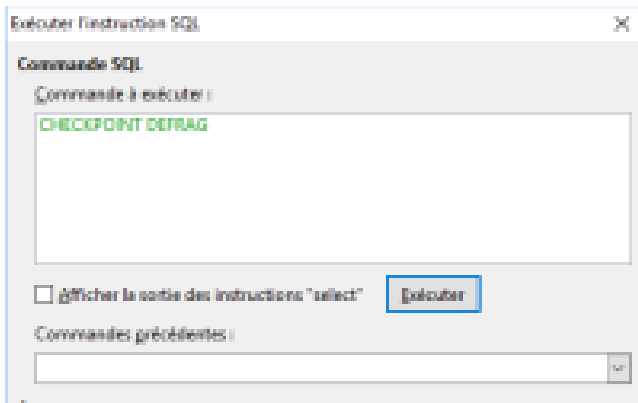 Exécuter l'instruction SQL
Commande SQL
Commande à exécuter :
CHECKPOINT DEFRAG
Afficher la sortie des instructions "select"
Exécuter
Commandes précédentes :